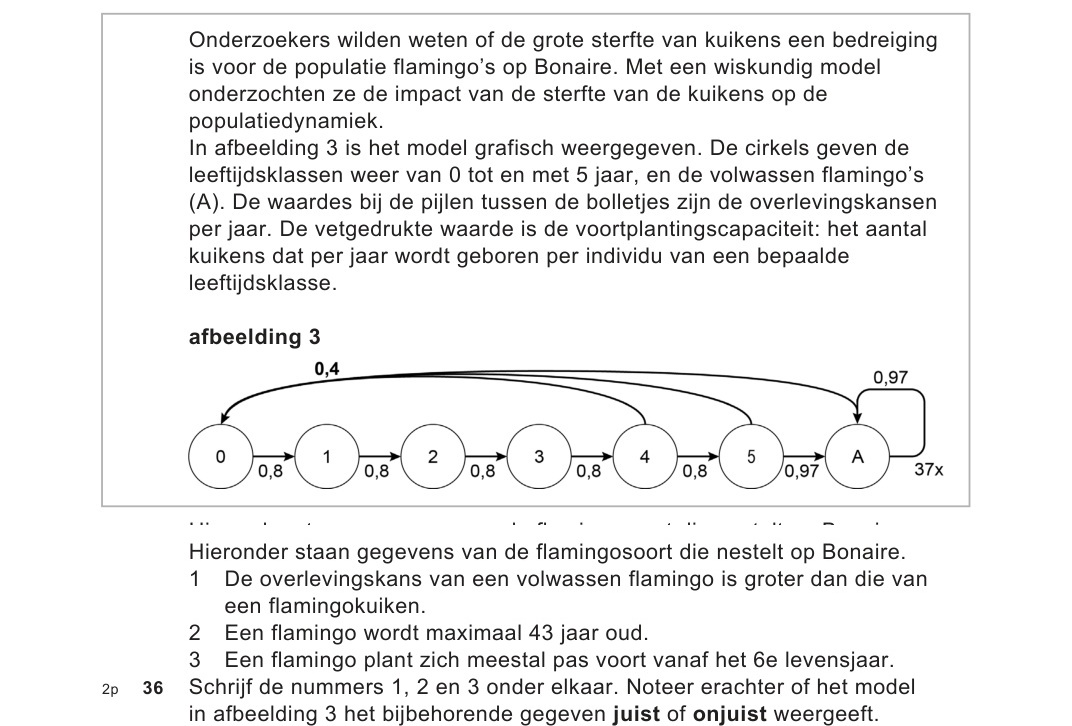 Onderzoekers wilden weten of de grote sterfte van kuikens een bedreiging
is voor de populatie flamingo’s op Bonaire. Met een wiskundig model
onderzochten ze de impact van de sterfte van de kuikens op de
populatiedynamiek.
In afbeelding 3 is het model grafisch weergegeven. De cirkels geven de
leeftijdsklassen weer van 0 tot en met 5 jaar, en de volwassen flamingo’s
(A). De waardes bij de pijlen tussen de bolletjes zijn de overlevingskansen
per jaar. De vetgedrukte waarde is de voortplantingscapaciteit: het aantal
kuikens dat per jaar wordt geboren per individu van een bepaalde
leeftijdsklasse.
afbeelding 3
0,4
0,97
0 1 2 3 4 5 A
0,8 0,8 0,8 0,8 0,8 0,97 37x
Hieronder staan gegevens van de flamingosoort die nestelt op Bonaire.
1 De overlevingskans van een volwassen flamingo is groter dan die van
een flamingokuiken.
2 Een flamingo wordt maximaal 43 jaar oud.
3 Een flamingo plant zich meestal pas voort vanaf het 6e levensjaar.
2p 36 Schrijf de nummers 1, 2 en 3 onder elkaar. Noteer erachter of het model
in afbeelding 3 het bijbehorende gegeven juist of onjuist weergeeft.